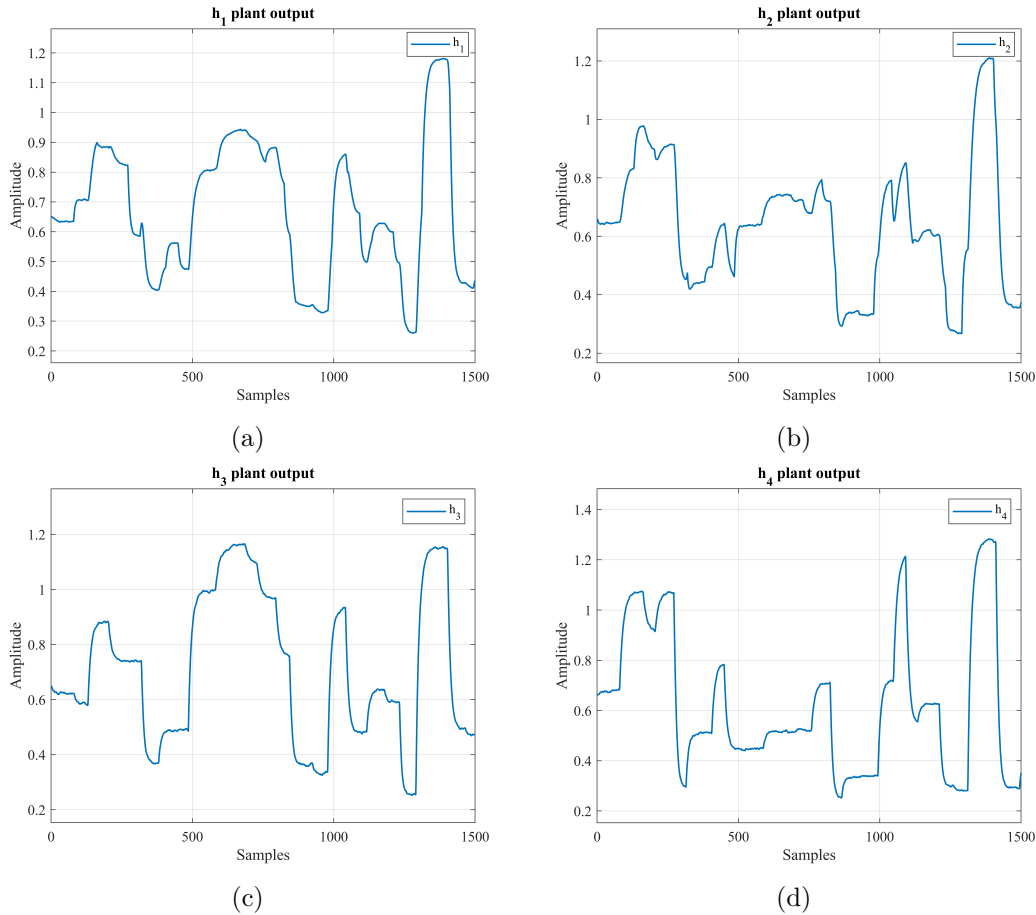 h1 plant output
h1
Amplitude
1.2
1.1
1
0.9
0.8
0.7
0.6
0.5
0.4
0.3
0.2
0
500
1000
1500
Samples
(a)
h2 plant output
h2
Amplitude
1.2
1
0.8
0.6
0.4
0.2
0
500
1000
1500
Samples
(b)
h3 plant output
h3
Amplitude
1.2
1
0.8
0.6
0.4
0.2
0
500
1000
1500
Samples
(c)
h4 plant output
h4
Amplitude
1.4
1.2
1
0.8
0.6
0.4
0.2
0
500
1000
1500
Samples
(d)